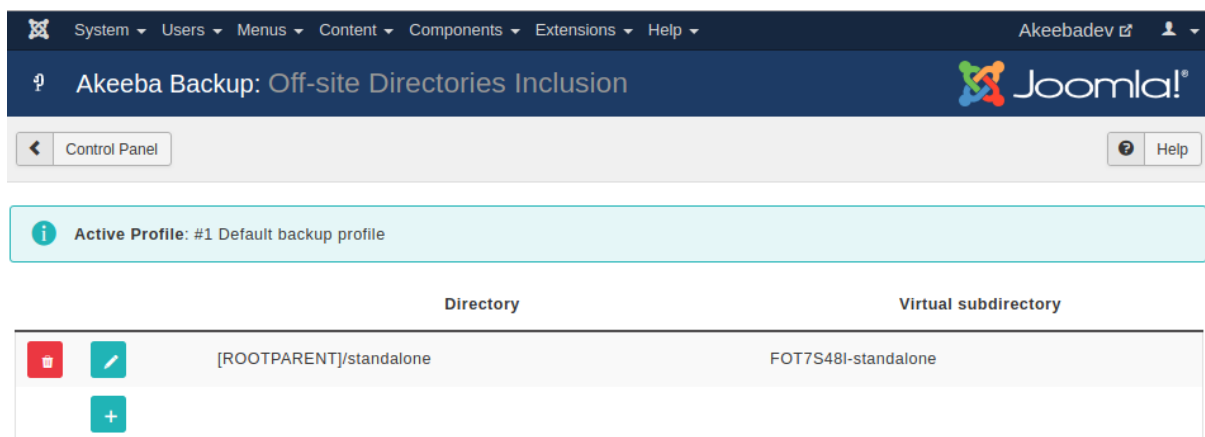 System Users Menus Content Components Extensions Help Akeebadev
Akeeba Backup: Off-site Directories Inclusion Joomla!®
Control Panel Help
Active Profile: #1 Default backup profile
Directory Virtual subdirectory
[ROOTPARENT]/standalone FOT7S48I-standalone